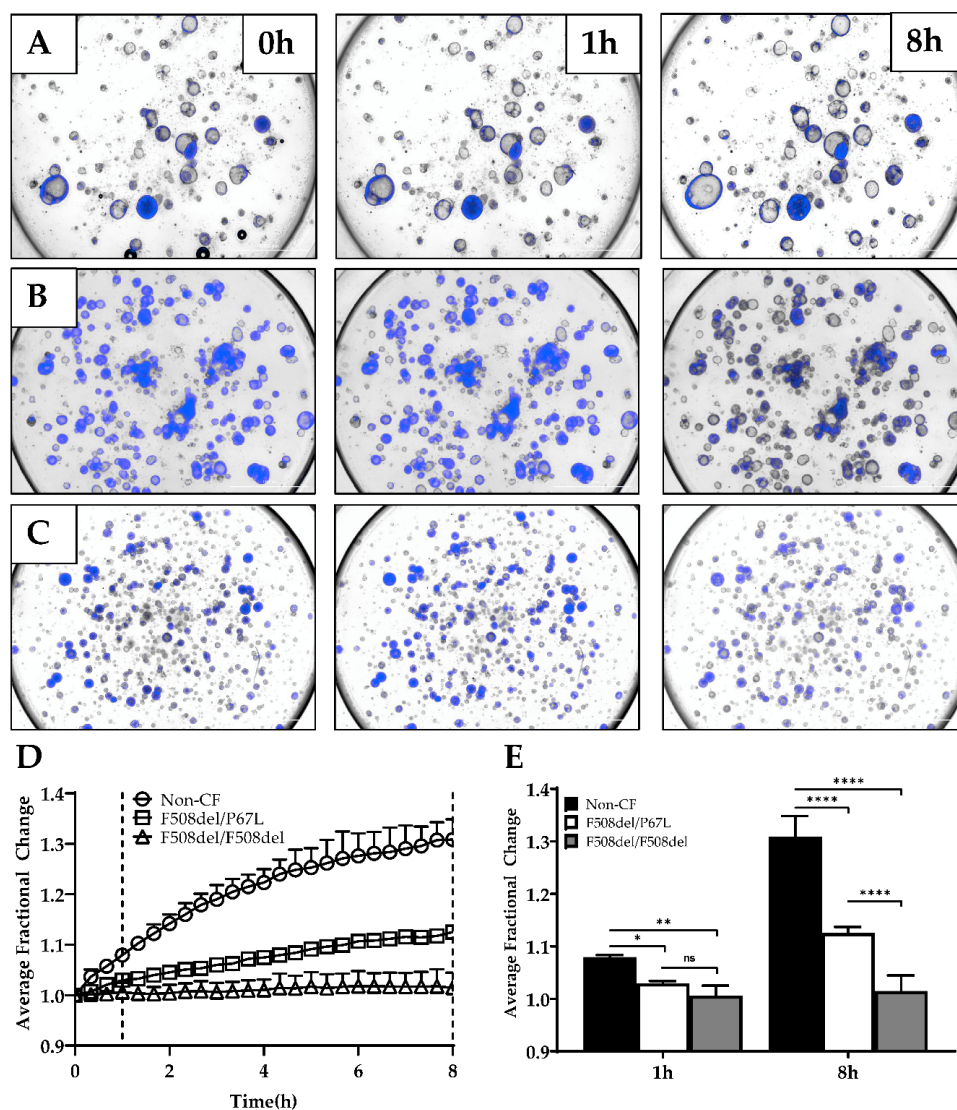 A
0h
1h
8h
B
C
D
Non-CF
F508del/P67L
F508del/F508del
Average Fractional Change
1.4
1.3
1.2
1.1
1.0
0.9
0
2
4
6
8
Time(h)
E
Non-CF
F508del/P67L
F508del/F508del
Average Fractional Change
1.4
1.3
1.2
1.1
1.0
0.9
**
*
ns
****
****
****
1h
8h